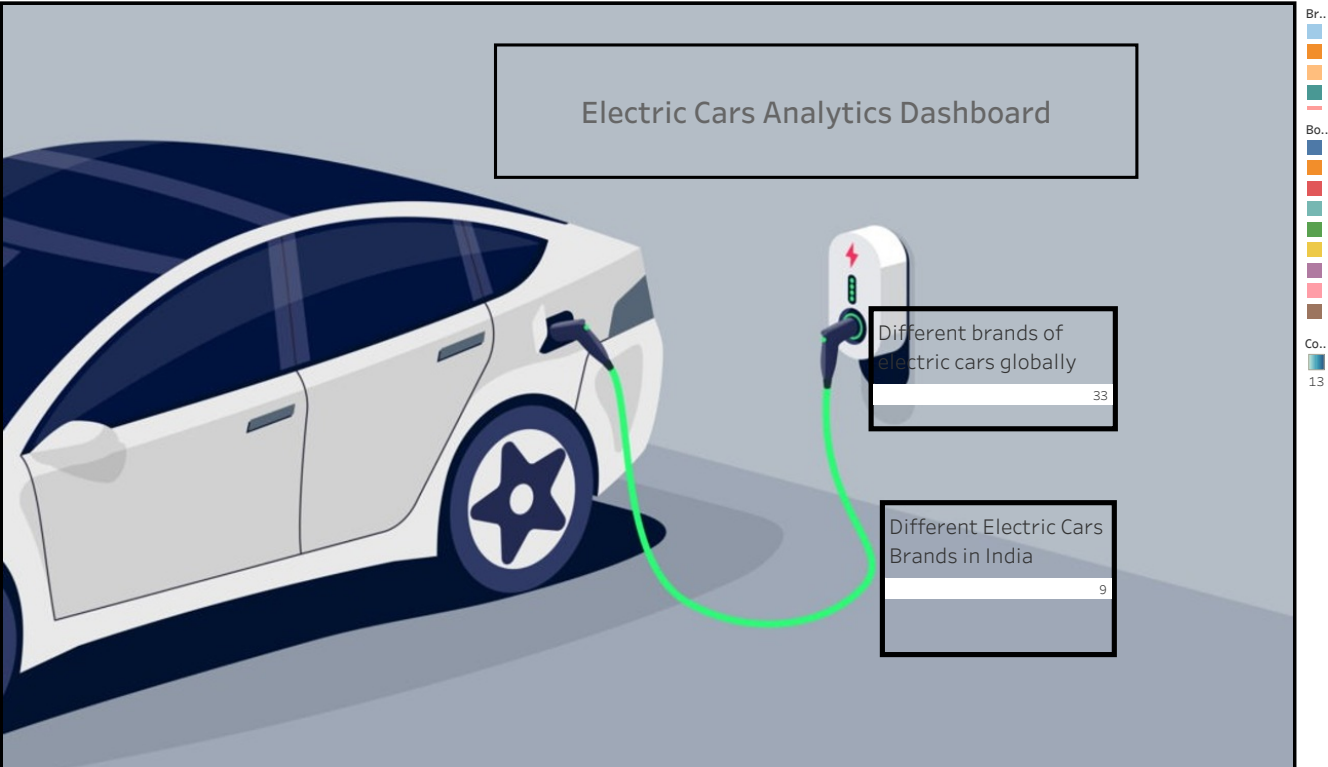 Electric Cars Analytics Dashboard
Different brands of
electric cars globally
33
Different Electric Cars
Brands in India
9
Br..
Bo..
Co..
13